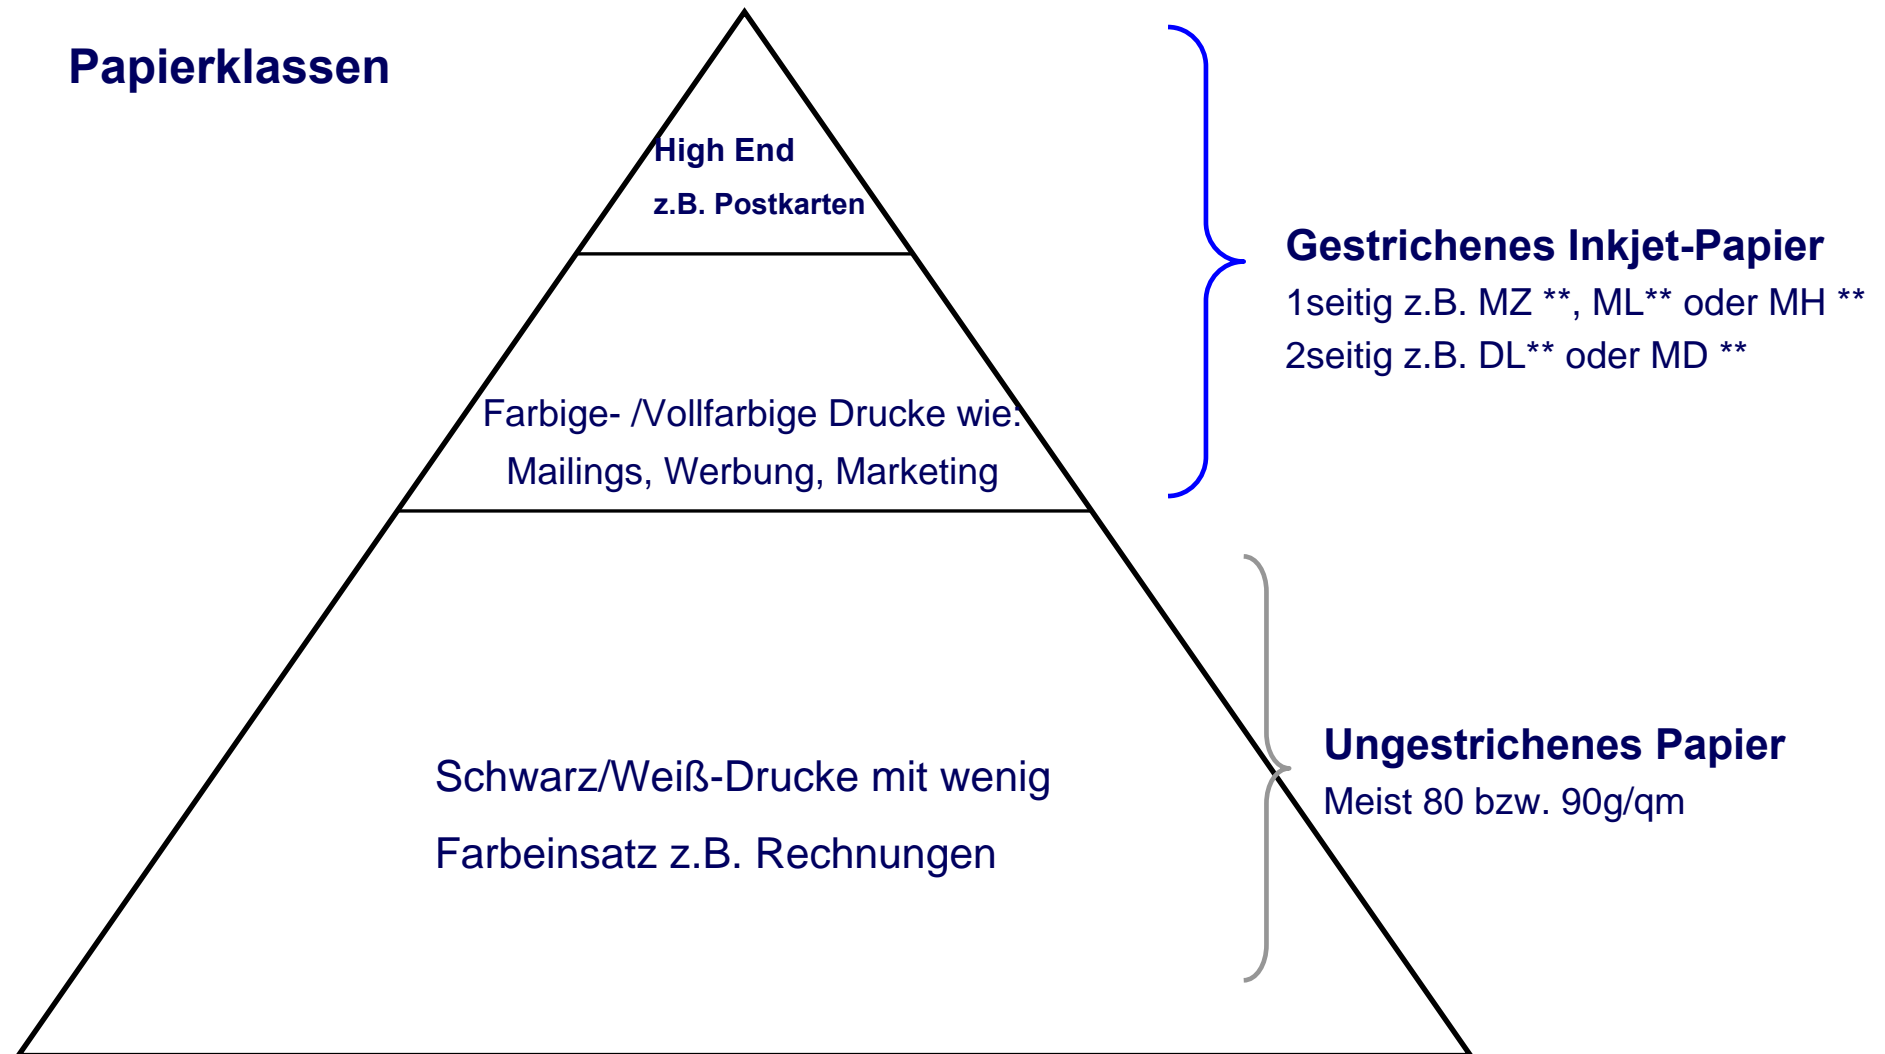 Papierklassen
High End
z.B. Postkarten
Farbige- /Vollfarbige Drucke wie:
Mailings, Werbung, Marketing
Gestrichenes Inkjet-Papier
1seitig z.B. MZ **, ML** oder MH **
2seitig z.B. DL** oder MD **
Schwarz/Weiß-Drucke mit wenig
Farbeinsatz z.B. Rechnungen
Ungestrichenes Papier
Meist 80 bzw. 90g/qm